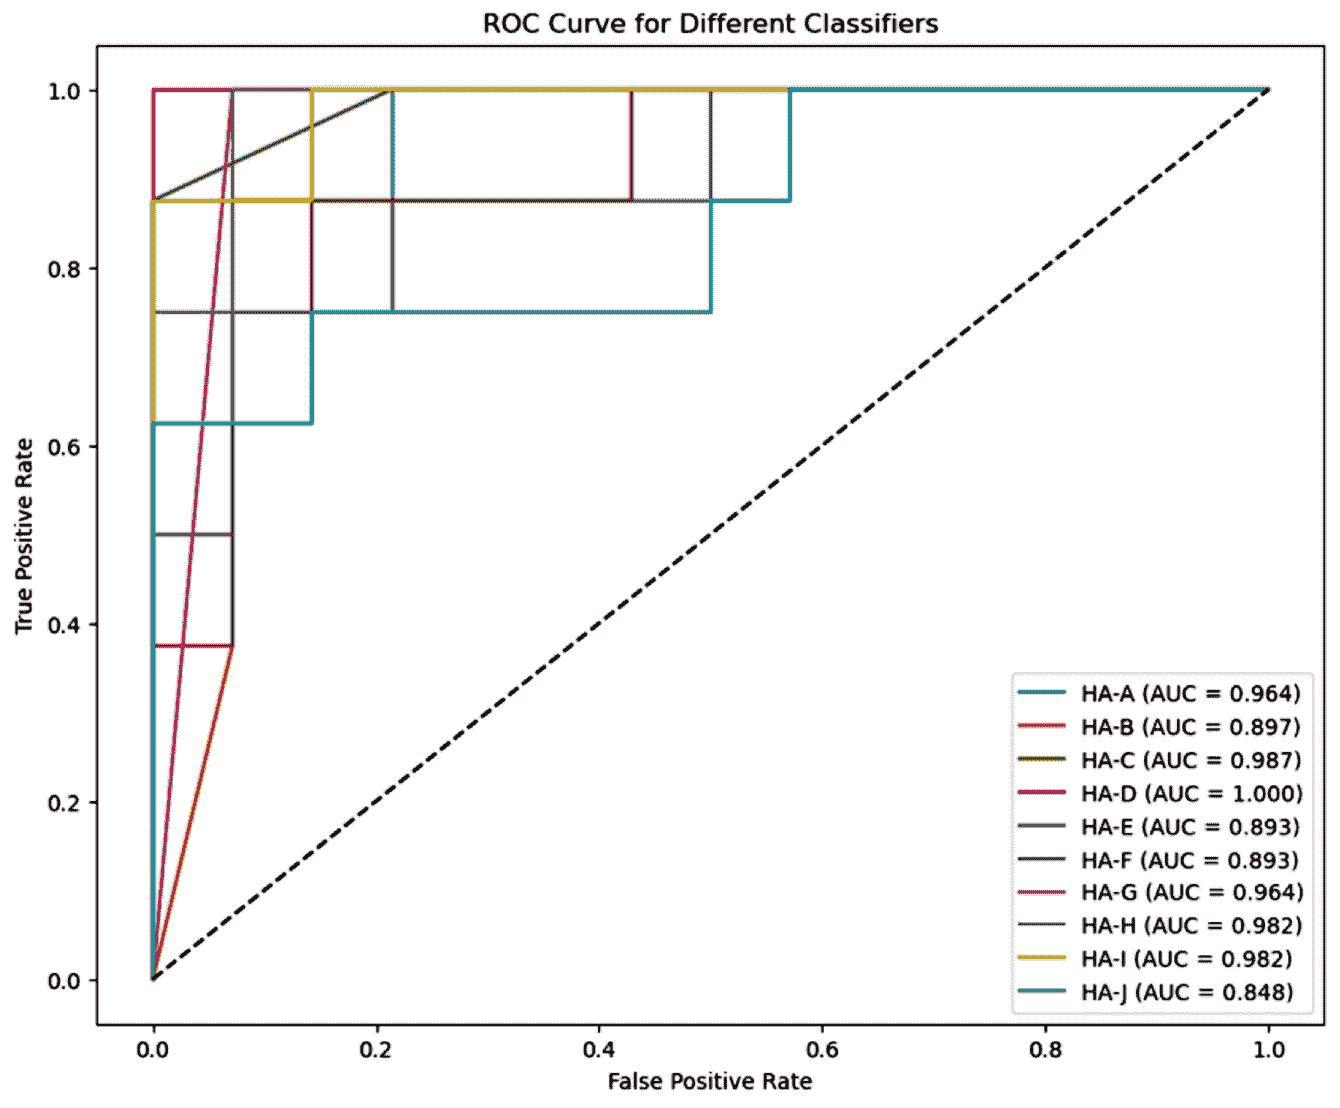 ROC Curve for Different Classifiers
True Positive Rate
1.0
0.8
0.6
0.4
0.2
0.0
HA-A (AUC = 0.964)
HA-B (AUC = 0.897)
HA-C (AUC = 0.987)
HA-D (AUC = 1.000)
HA-E (AUC = 0.893)
HA-F (AUC = 0.893)
HA-G (AUC = 0.964)
HA-H (AUC = 0.982)
HA-I (AUC = 0.982)
HA-J (AUC = 0.848)
0.0 0.2 0.4 0.6 0.8 1.0
False Positive Rate